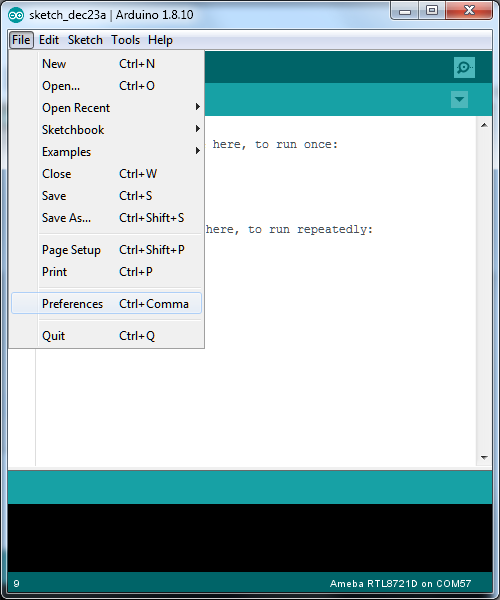 sketch_dec23a | Arduino 1.8.10
File Edit Sketch Tools Help
New Ctrl+N
Open... Ctrl+O
Open Recent
Sketchbook
Examples
Close Ctrl+W
Save Ctrl+S
Save As... Ctrl+Shift+S
Page Setup Ctrl+Shift+P
Print Ctrl+P
Preferences Ctrl+Comma
Quit Ctrl+Q
here, to run once:
here, to run repeatedly:
9 Ameba RTL8721D on COM57